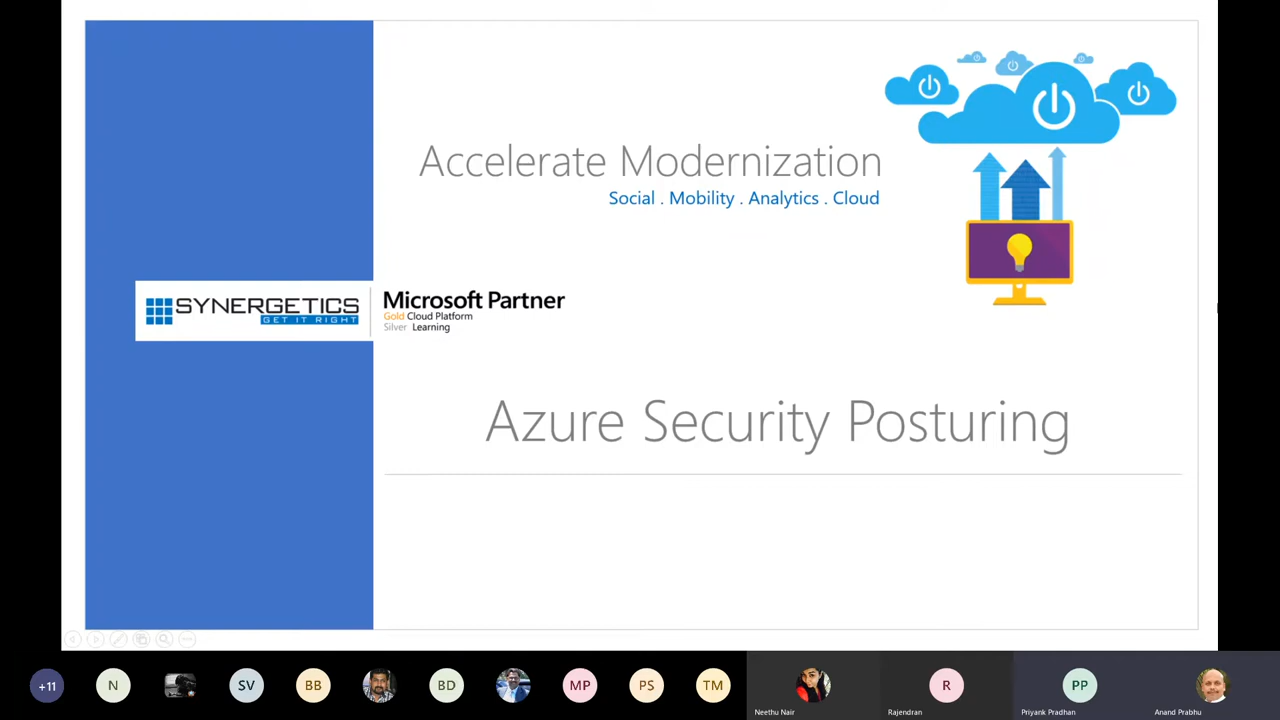 Accelerate Modernization
Social . Mobility . Analytics . Cloud
SYNERGETICS
GET IT RIGHT
Microsoft Partner
Gold Cloud Platform
Silver Learning
Azure Security Posturing
+11
N
SV
BB
BD
MP
PS
TM
R
PP
Neethu Nair
Rajendran
Priyank Pradhan
Anand Prabhu